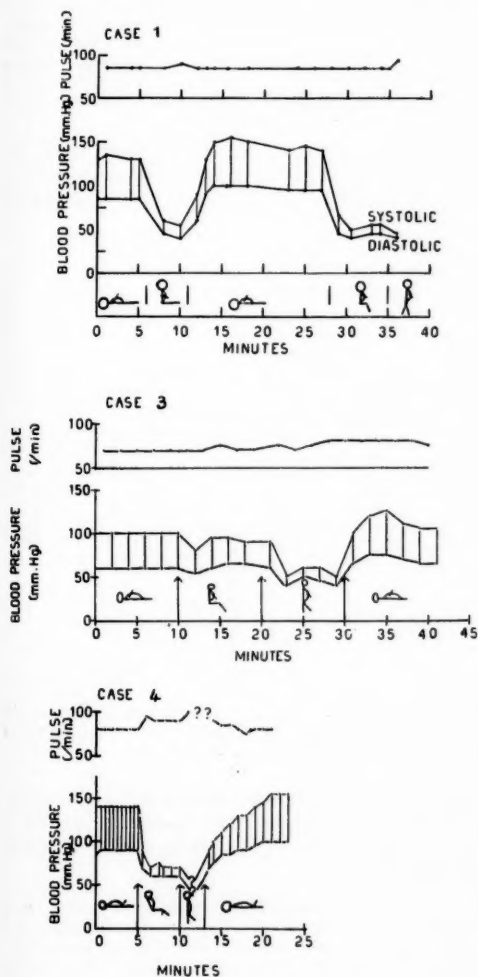 CASE 1
PULSE (/min)
100
50
BLOOD PRESSURE (mm.Hg)
150
100
50
0
SYSTOLIC
DIASTOLIC
0 5 10 15 20 25 30 35 40
MINUTES
CASE 3
PULSE (/min)
100
50
BLOOD PRESSURE (mm.Hg)
150
100
50
0
0 5 10 15 20 25 30 35 40 45
MINUTES
CASE 4
PULSE (/min)
100
50
??
BLOOD PRESSURE (mm.Hg)
150
100
50
0
0 5 10 15 20 25
MINUTES